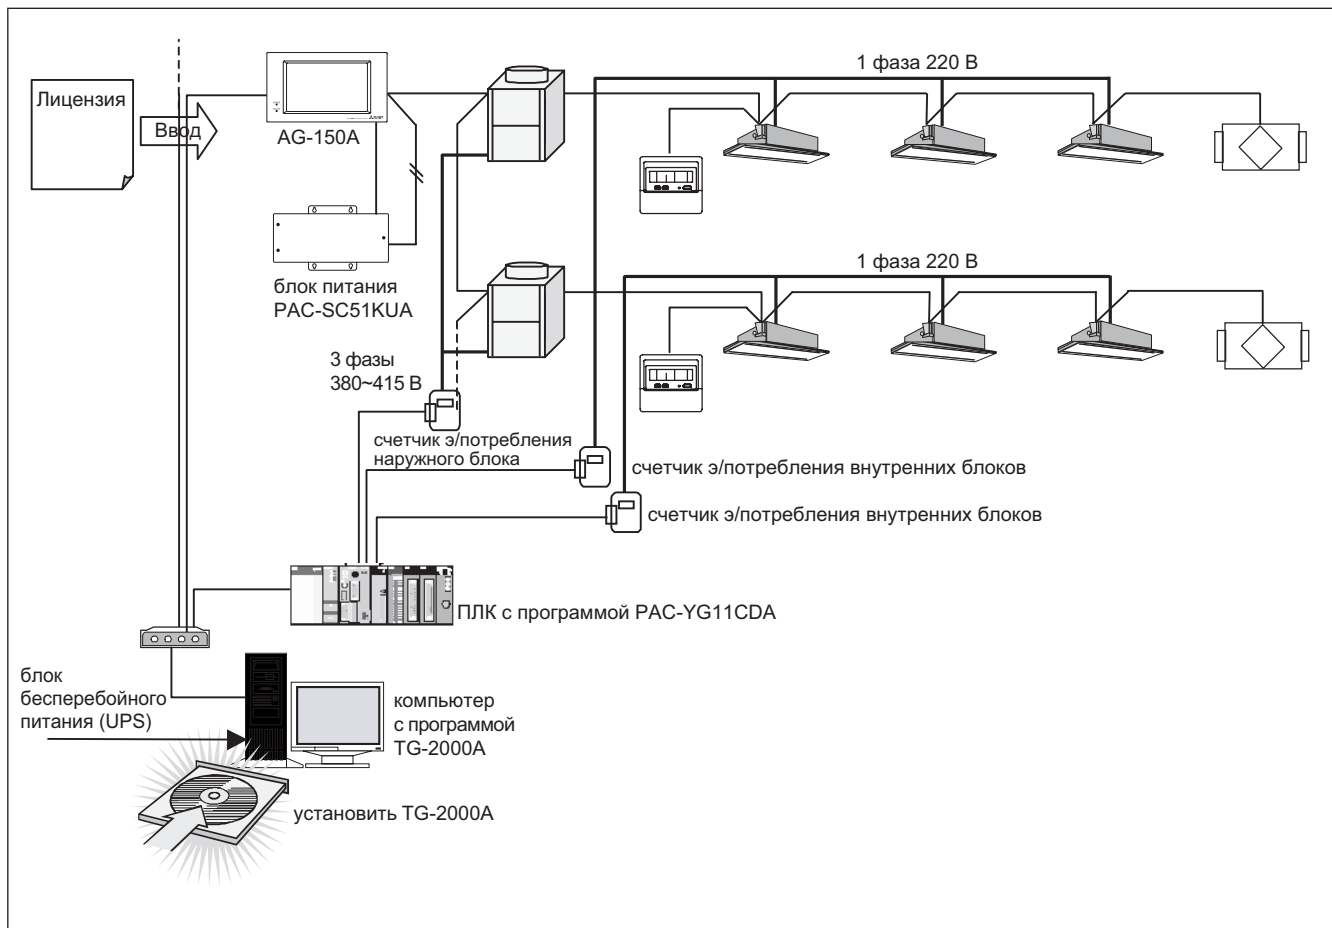 1 фаза 220 В
Лицензия
Ввод
AG-150A
блок питания
PAC-SC51KUA
1 фаза 220 В
3 фазы
380~415 В
счетчик э/потребления
наружного блока
счетчик э/потребления внутренних блоков
счетчик э/потребления внутренних блоков
ПЛК с программой PAC-YG11CDA
блок
бесперебойного
питания (UPS)
компьютер
с программой
TG-2000A
установить TG-2000A